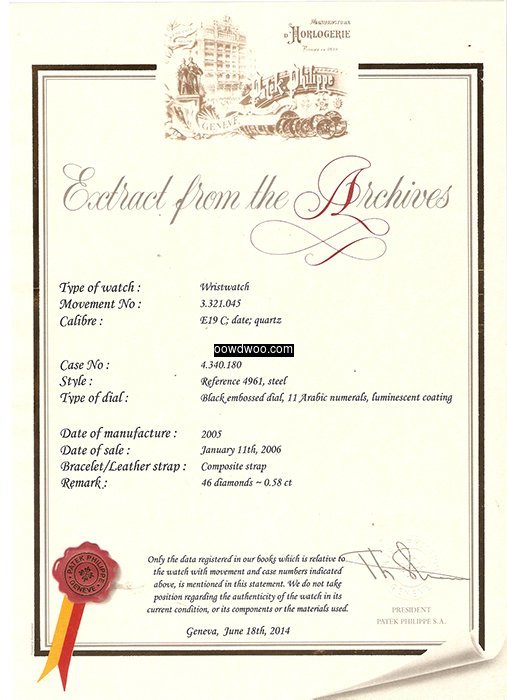 Manufacture
D'HORLOGERIE
Patek Philippe
GENÈVE
Extract from the Archives
Type of watch : Wristwatch
Movement No : 3.321.045
Calibre : E19 C; date; quartz
oowdwoo.com
Case No : 4.340.180
Style : Reference 4961, steel
Type of dial : Black embossed dial, 11 Arabic numerals, luminescent coating
Date of manufacture : 2005
Date of sale : January 11th, 2006
Bracelet/Leather strap : Composite strap
Remark : 46 diamonds ~ 0.58 ct
PATEK PHILIPPE
GENEVE
Only the data registered in our books which is relative to
the watch with movement and case numbers indicated
above, is mentioned in this statement. We do not take
position regarding the authenticity of the watch in its
current condition, or its components or the materials used.
Geneva, June 18th, 2014
PRESIDENT
PATEK PHILIPPE S.A.